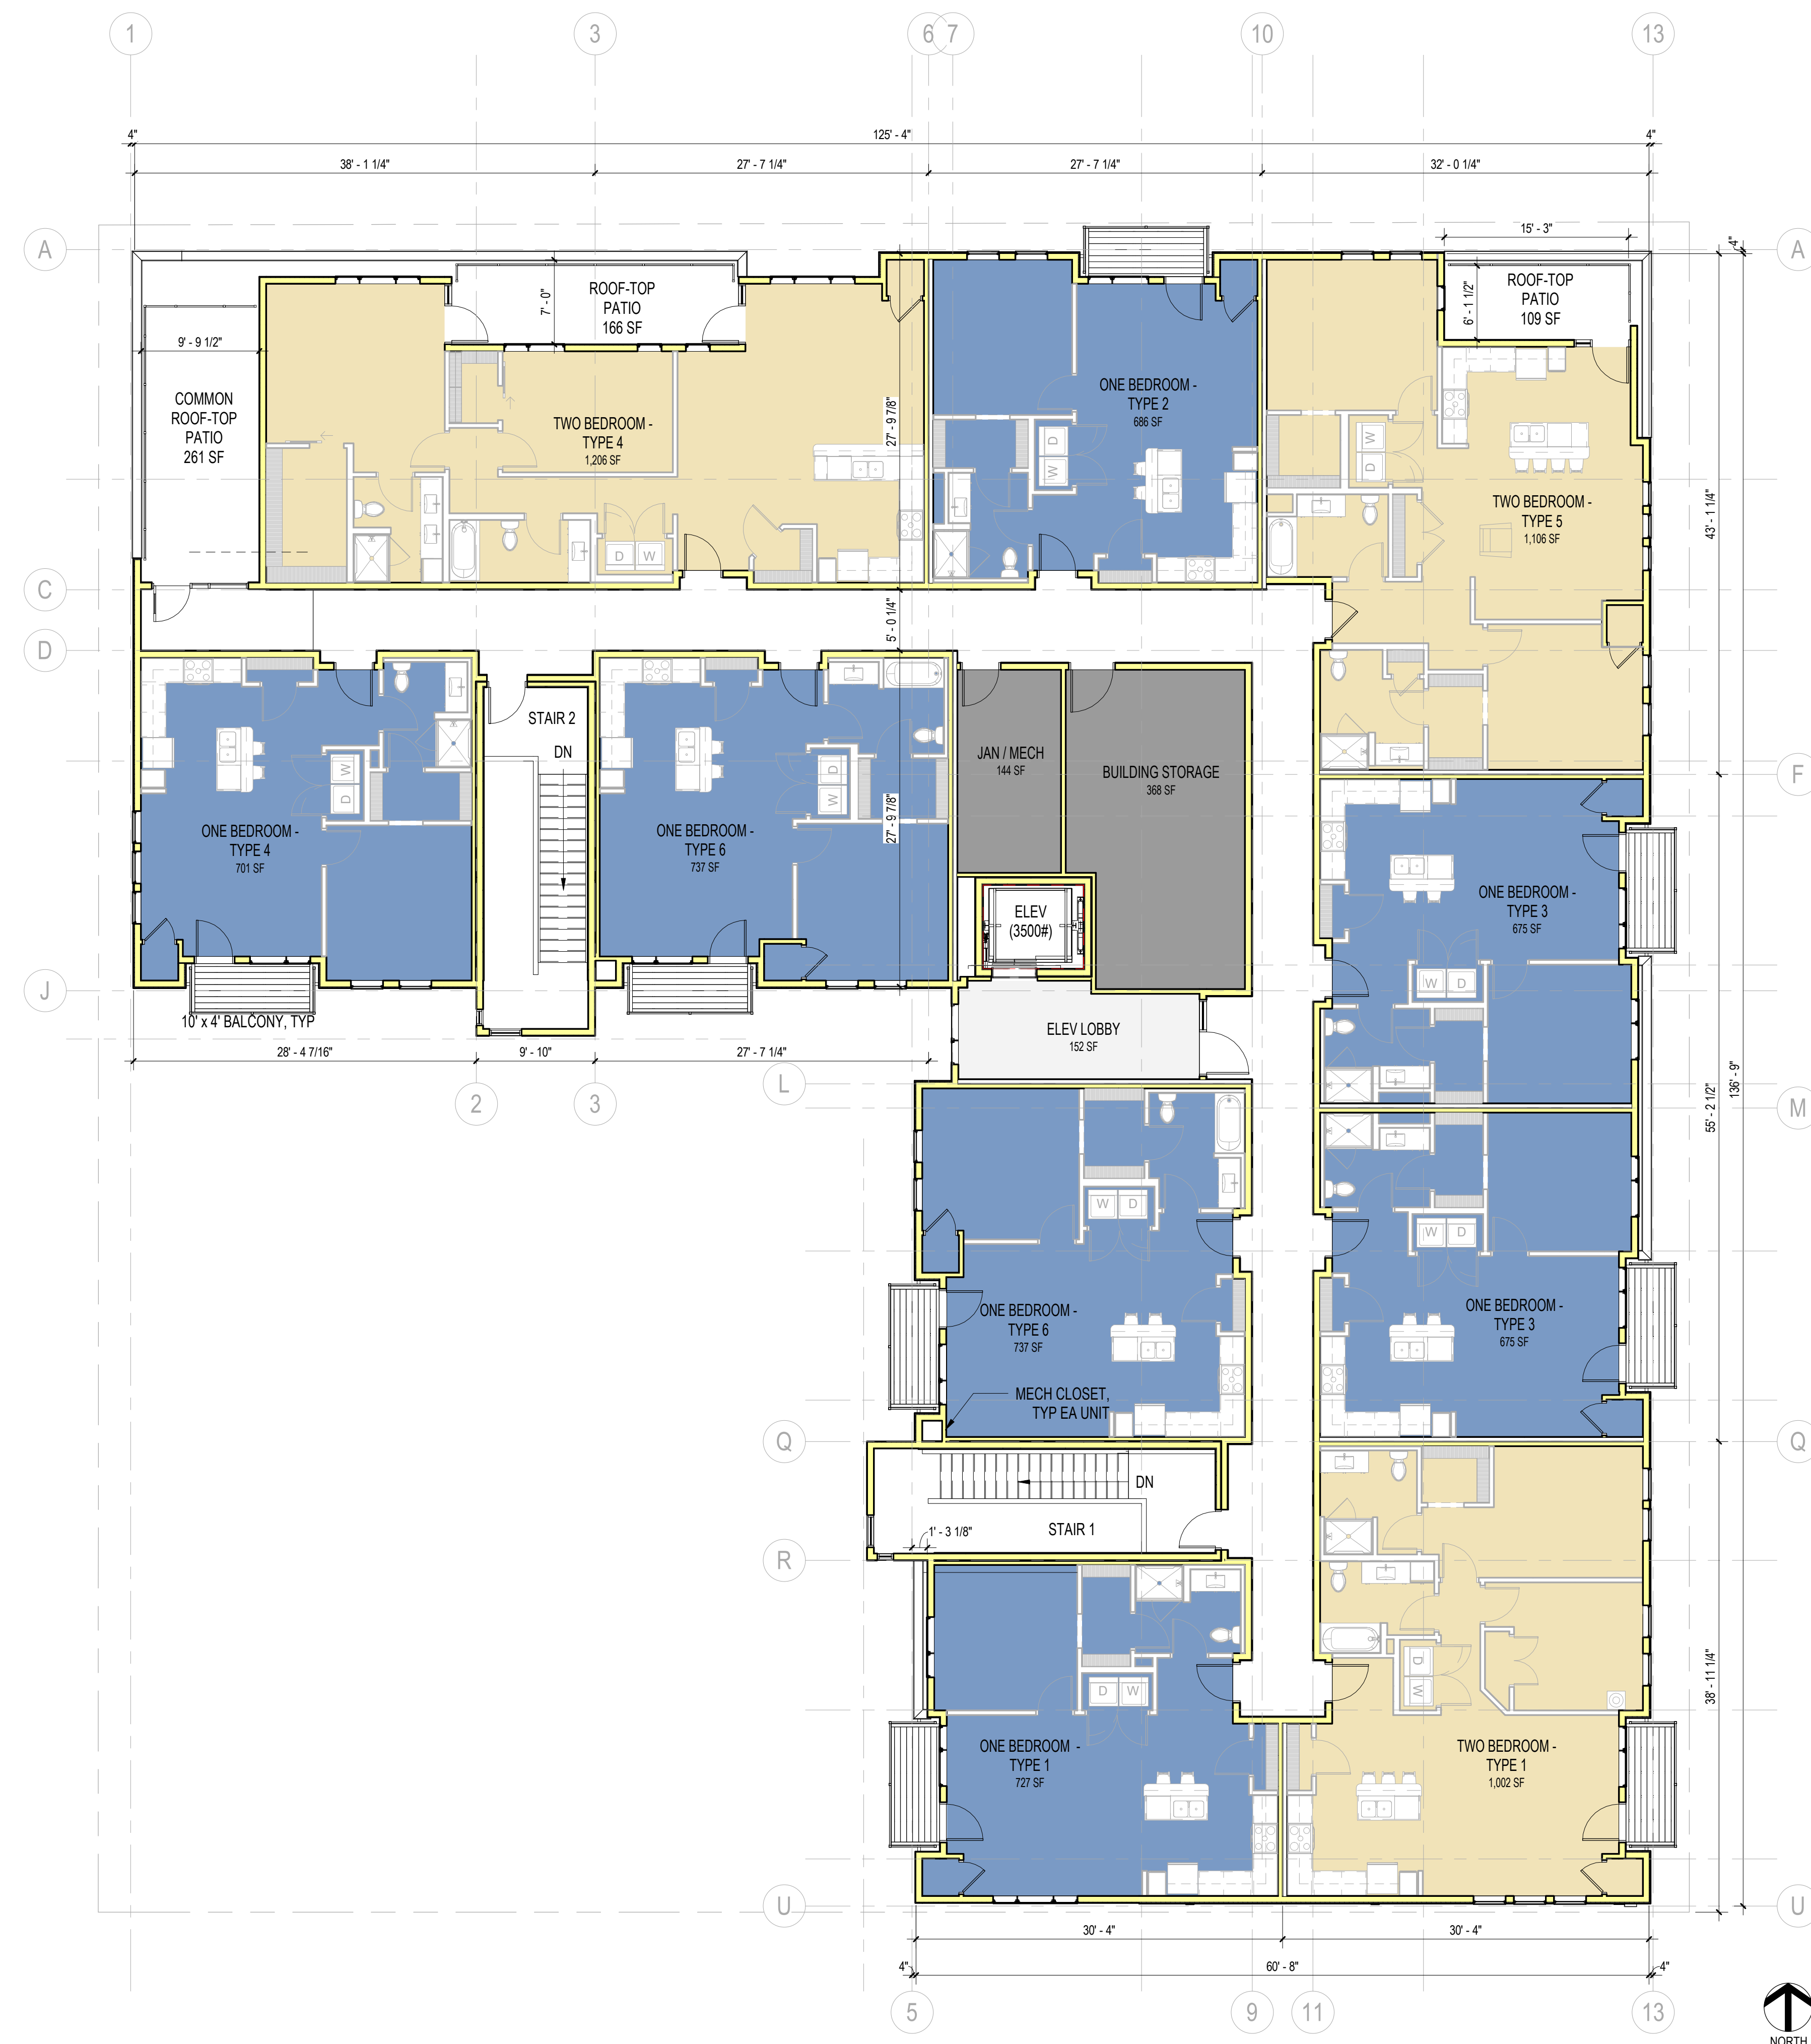 1
3
6
7
10
13
4"
125' - 4"
4"
38' - 1 1/4"
27' - 7 1/4"
27' - 7 1/4"
32' - 0 1/4"
15' - 3"
4"
A
A
ROOF-TOP
PATIO
166 SF
7' - 0"
ROOF-TOP
PATIO
109 SF
6' - 1 1/2"
9' - 9 1/2"
COMMON
ROOF-TOP
PATIO
261 SF
TWO BEDROOM -
TYPE 4
1,206 SF
27' - 9 7/8"
ONE BEDROOM -
TYPE 2
686 SF
D
W
W
D
TWO BEDROOM -
TYPE 5
1,106 SF
43' - 1 1/4"
D
W
C
C
5' - 0 1/4"
D
D
STAIR 2
DN
JAN / MECH
144 SF
BUILDING STORAGE
368 SF
W
D
D
W
F
ONE BEDROOM -
TYPE 4
701 SF
ONE BEDROOM -
TYPE 6
737 SF
27' - 9 7/8"
ONE BEDROOM -
TYPE 3
675 SF
ELEV
(3500#)
W
D
J
J
10' x 4' BALCONY, TYP
ELEV LOBBY
152 SF
28' - 4 7/16"
9' - 10"
27' - 7 1/4"
2
3
L
M
55' - 2 1/2"
136' - 9"
W
D
W
D
ONE BEDROOM -
TYPE 6
737 SF
ONE BEDROOM -
TYPE 3
675 SF
MECH CLOSET,
TYP EA UNIT
Q
Q
DN
STAIR 1
1' - 3 1/8"
R
D
W
D
W
38' - 11 1/4"
ONE BEDROOM -
TYPE 1
727 SF
TWO BEDROOM -
TYPE 1
1,002 SF
U
U
30' - 4"
30' - 4"
4"
60' - 8"
4"
5
9
11
13
NORTH